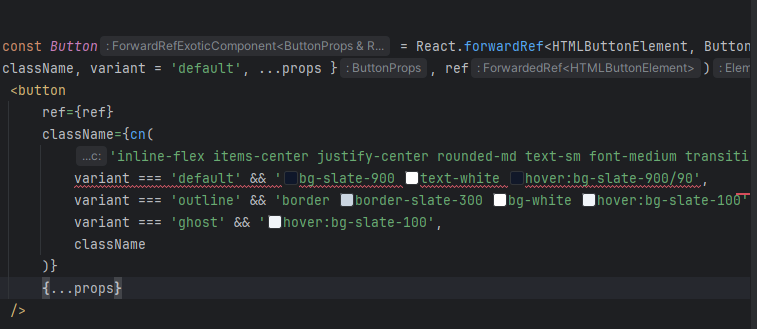 const Button : ForwardRefExoticComponent<ButtonProps & R... = React.forwardRef<HTMLButtonElement, Button
className, variant = 'default', ...props } : ButtonProps , ref : ForwardedRef<HTMLButtonElement> ) : Elem
<button
ref={ref}
className={cn(
...c: 'inline-flex items-center justify-center rounded-md text-sm font-medium transiti
variant === 'default' && 'bg-slate-900 text-white hover:bg-slate-900/90',
variant === 'outline' && 'border border-slate-300 bg-white hover:bg-slate-100'
variant === 'ghost' && 'hover:bg-slate-100',
className
)}
{...props}
/>